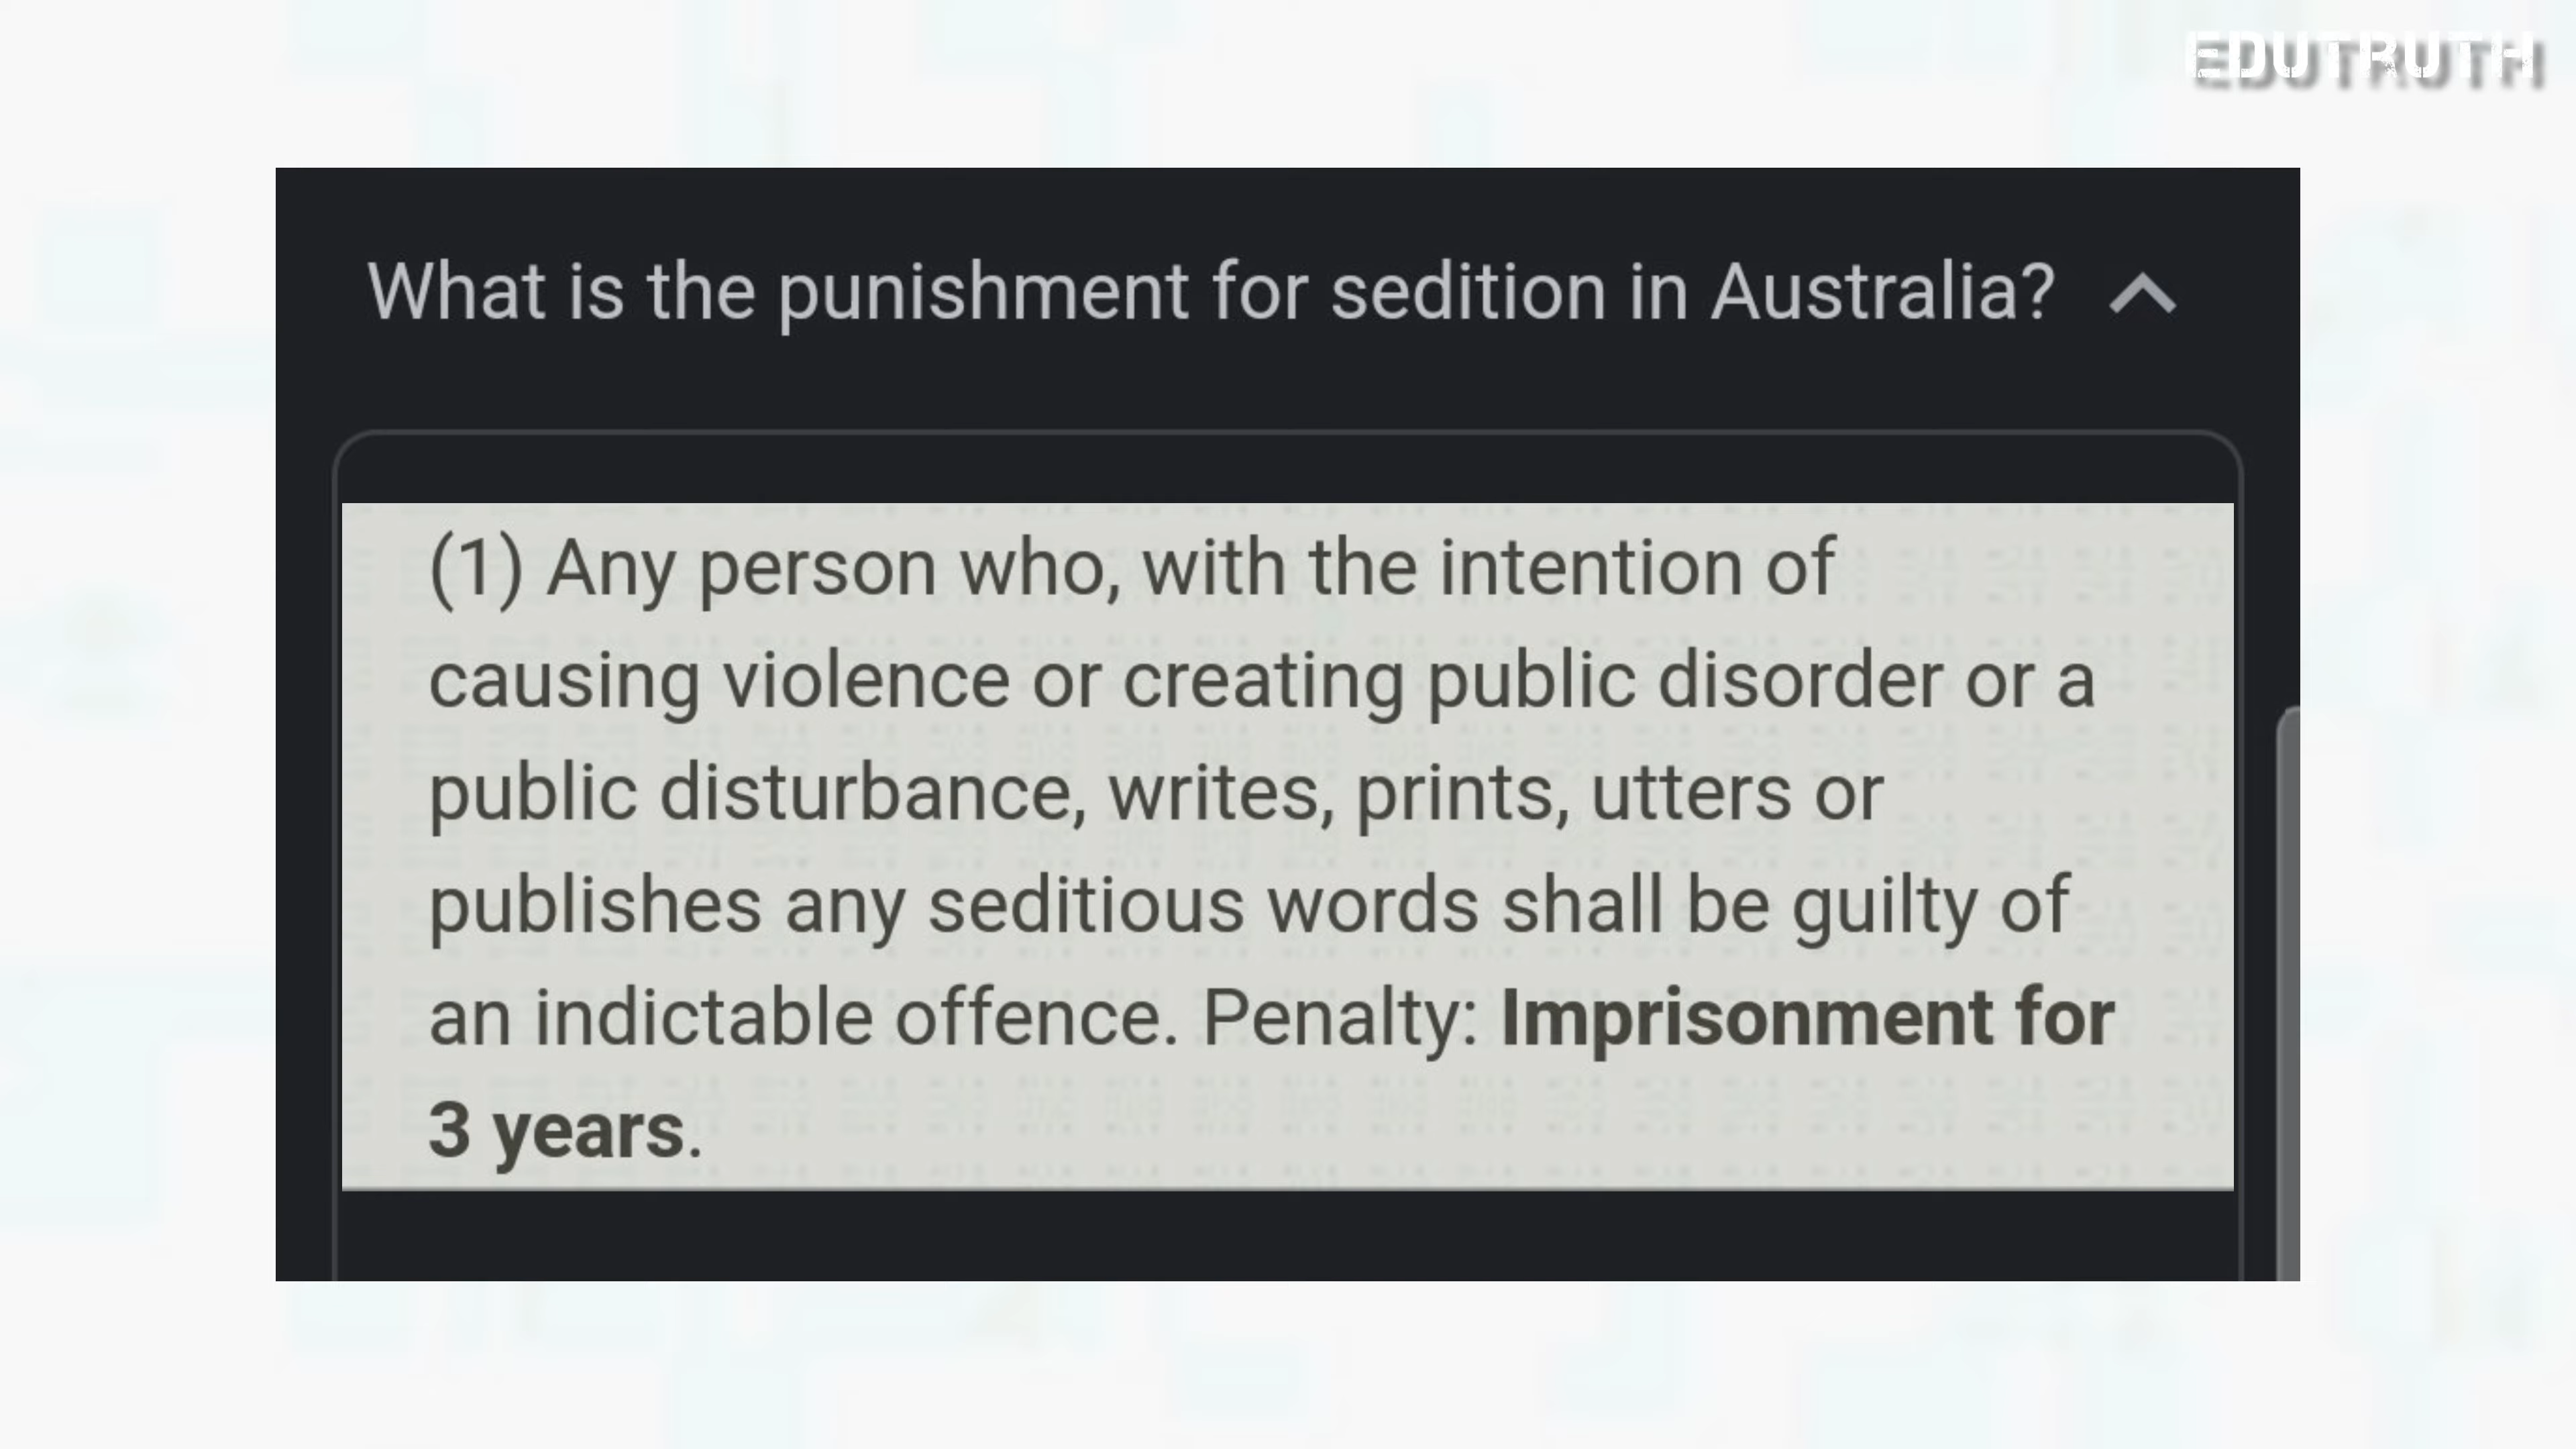 EDUTRUTH
What is the punishment for sedition in Australia?
(1) Any person who, with the intention of
causing violence or creating public disorder or a
public disturbance, writes, prints, utters or
publishes any seditious words shall be guilty of
an indictable offence. Penalty: Imprisonment for
3 years.